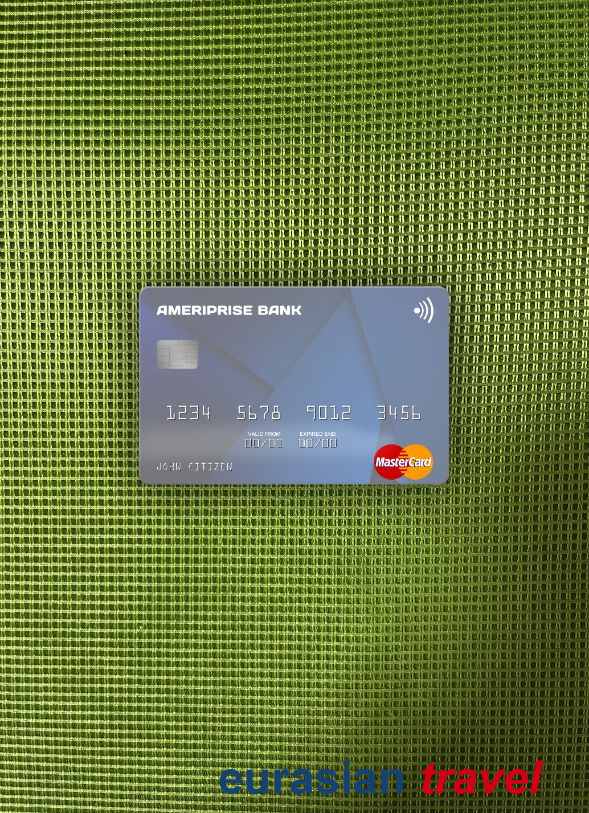 AMERIPRISE BANK
1234 5678 9012 3456
VALID FROM EXPIRES END
00/00 00/00
JOHN CITIZEN
MasterCard
eurasian travel